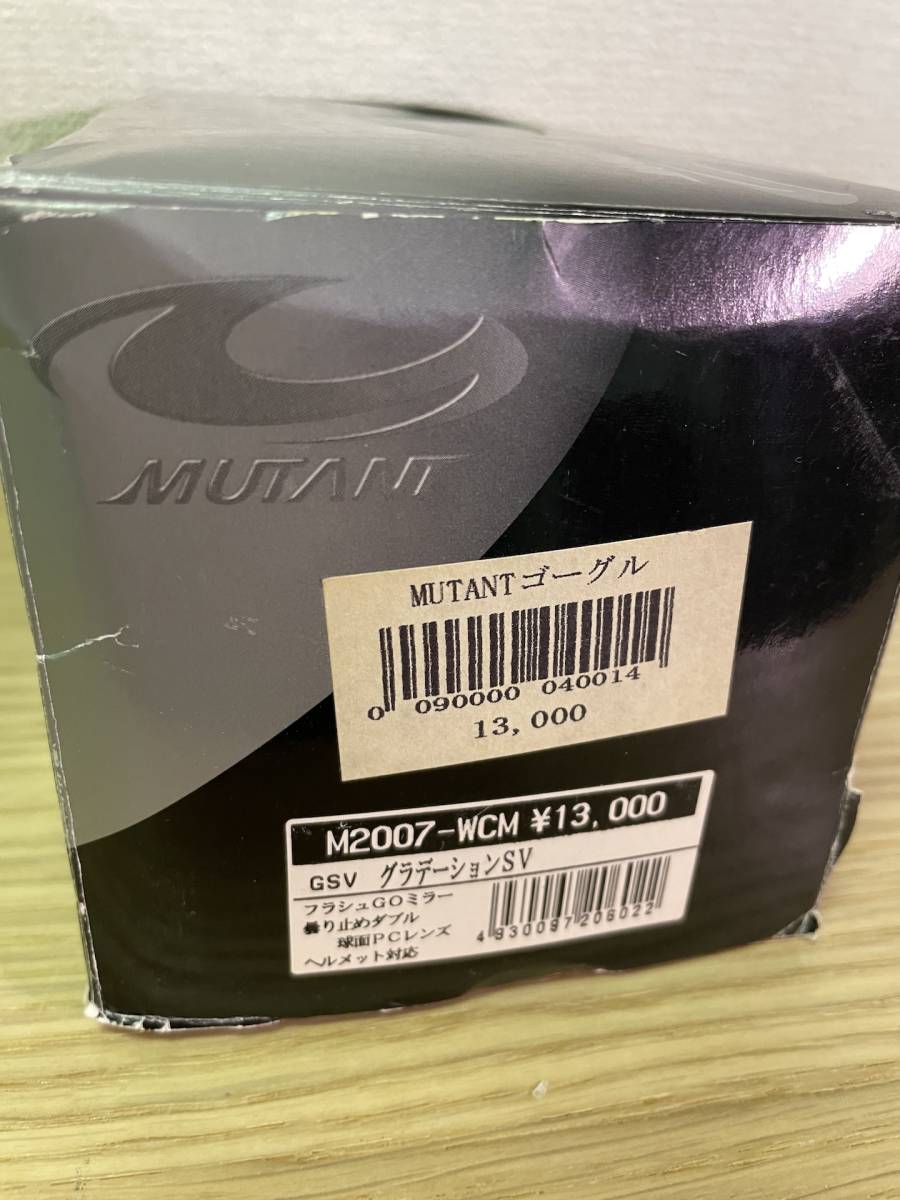 MUTANT
MUTANTゴーグル
0 090000 040014
13,000
M2007-WCM ¥13,000
GSV グラデーションSV
フラシュGOミラー
曇り止めダブル
球面PCレンズ
ヘルメット対応
4 930097 206022